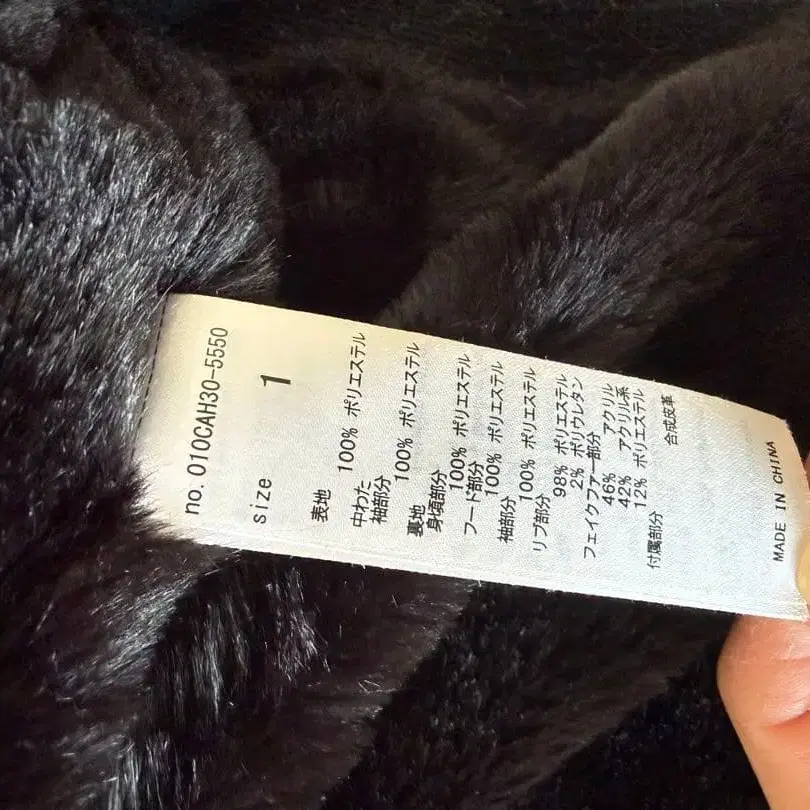 no. 010CAH30-5550
size 1
表地
100% ポリエステル
中わた
袖部分
100% ポリエステル
裏地
身頃部分
100% ポリエステル
フード部分
100% ポリエステル
袖部分
100% ポリエステル
リブ部分
98% ポリエステル
2% ポリウレタン
フェイクファー部分
46% アクリル
42% アクリル系
12% ポリエステル
付属部分
合成皮革
MADE IN CHINA